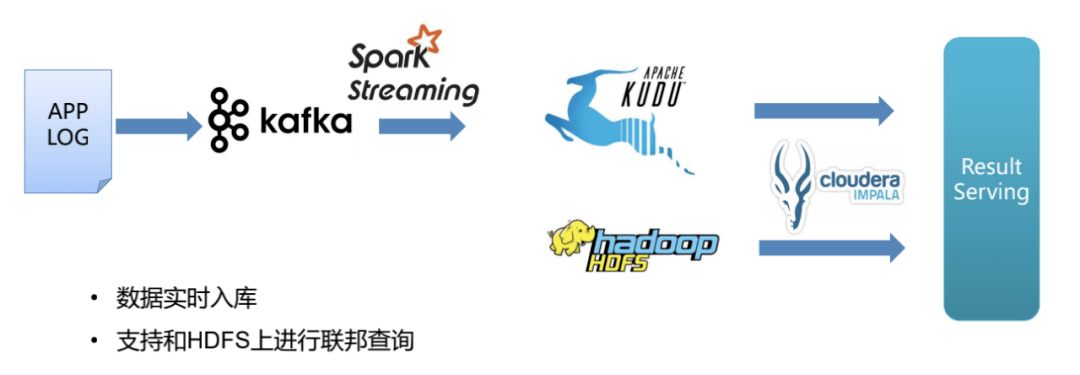 APP
LOG
kafka
Spark
Streaming
APACHE
KUDU
hadoop
HDFS
cloudera
IMPALA
Result
Serving
• 数据实时入库
• 支持和HDFS上进行联邦查询